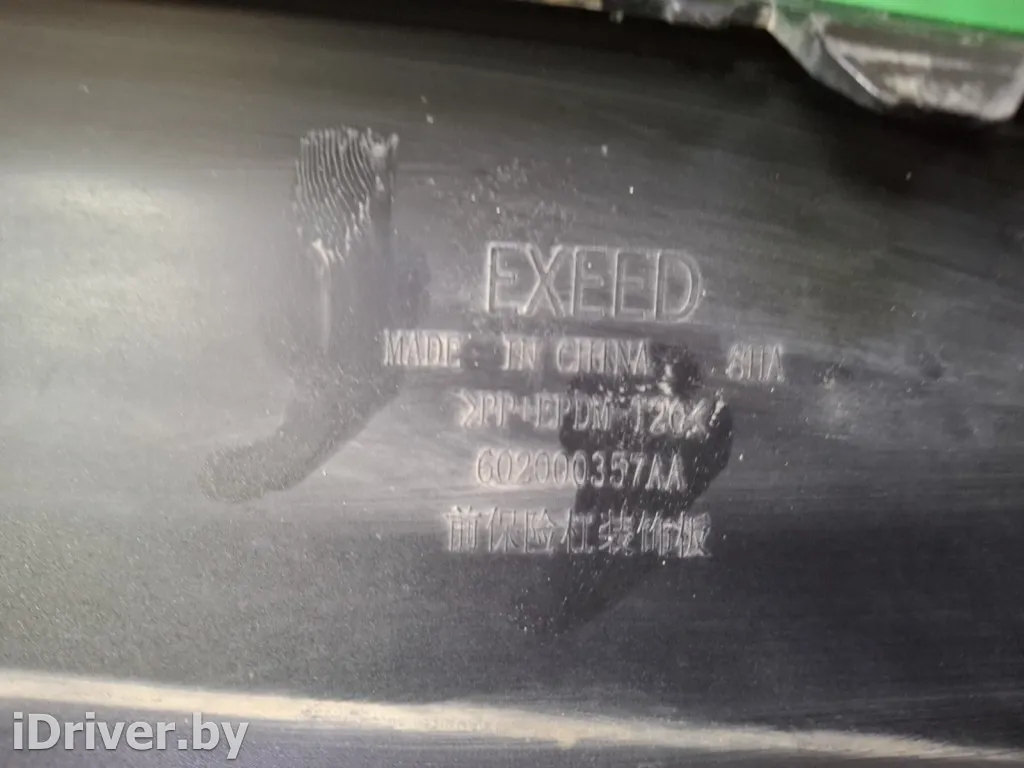 EXEED
MADE IN CHINA 8HA
>PP+EPDM-T20<
602000357AA
前保险杠装饰板
iDriver.by